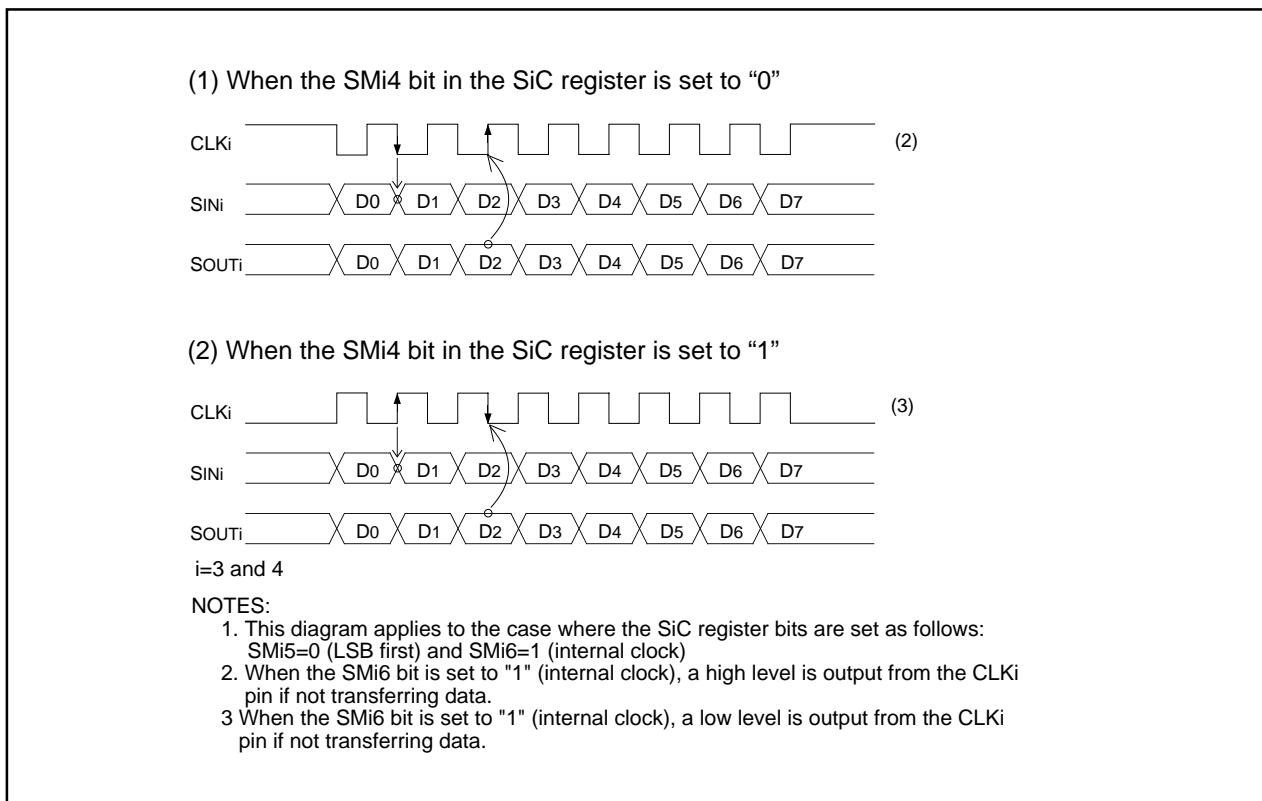 (1) When the SMi4 bit in the SiC register is set to “0”
CLKi
(2)
SINi
D0 D1 D2 D3 D4 D5 D6 D7
SOUTi
D0 D1 D2 D3 D4 D5 D6 D7
(2) When the SMi4 bit in the SiC register is set to “1”
CLKi
(3)
SINi
D0 D1 D2 D3 D4 D5 D6 D7
SOUTi
D0 D1 D2 D3 D4 D5 D6 D7
i=3 and 4
NOTES:
1. This diagram applies to the case where the SiC register bits are set as follows:
SMi5=0 (LSB first) and SMi6=1 (internal clock)
2. When the SMi6 bit is set to "1" (internal clock), a high level is output from the CLKi
pin if not transferring data.
3 When the SMi6 bit is set to "1" (internal clock), a low level is output from the CLKi
pin if not transferring data.